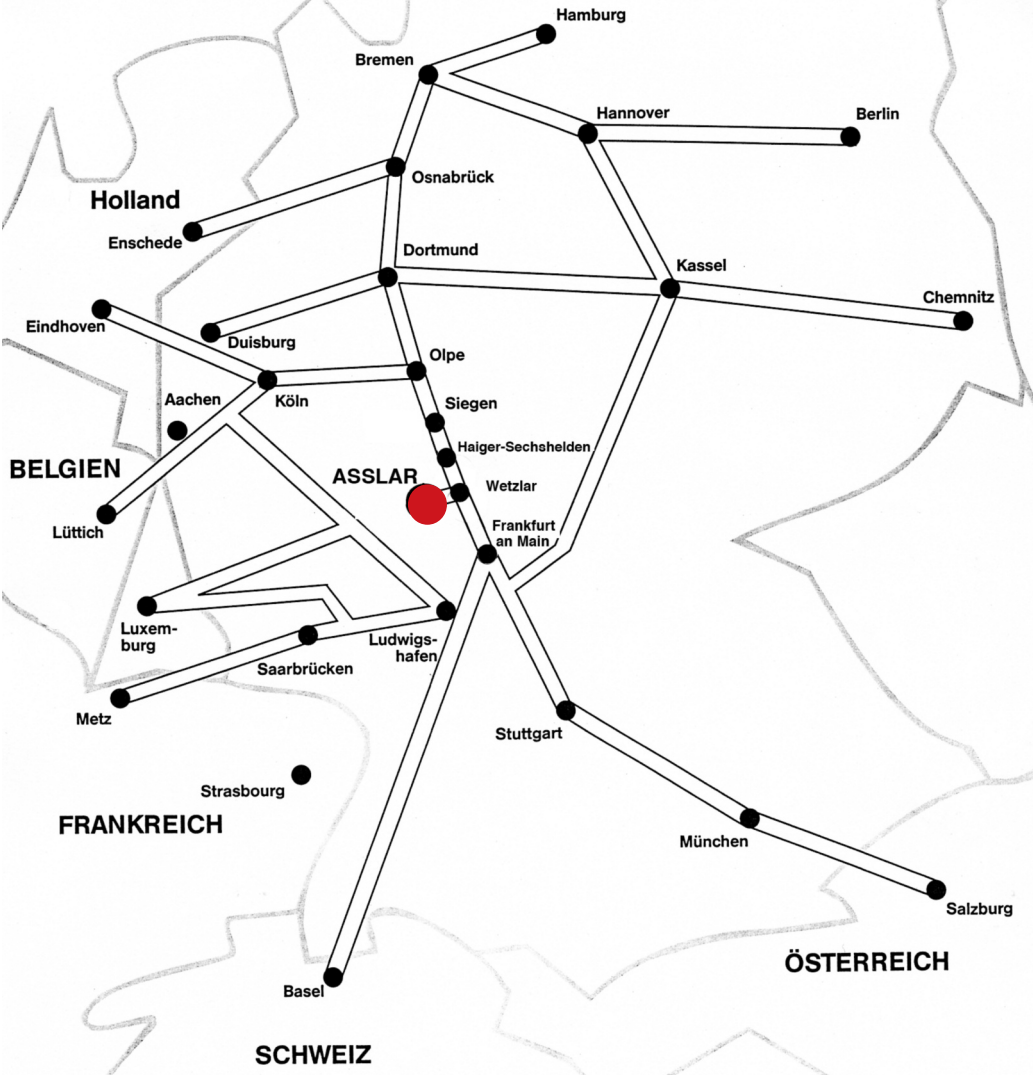 Hamburg
Bremen
Hannover
Berlin
Osnabrück
Holland
Enschede
Dortmund
Kassel
Chemnitz
Eindhoven
Duisburg
Olpe
Aachen
Köln
Siegen
Haiger-Sechshelden
BELGIEN
ASSLAR
Wetzlar
Lüttich
Frankfurt
an Main
Luxem-
burg
Ludwigs-
hafen
Saarbrücken
Metz
Stuttgart
Strasbourg
FRANKREICH
München
Salzburg
ÖSTERREICH
Basel
SCHWEIZ